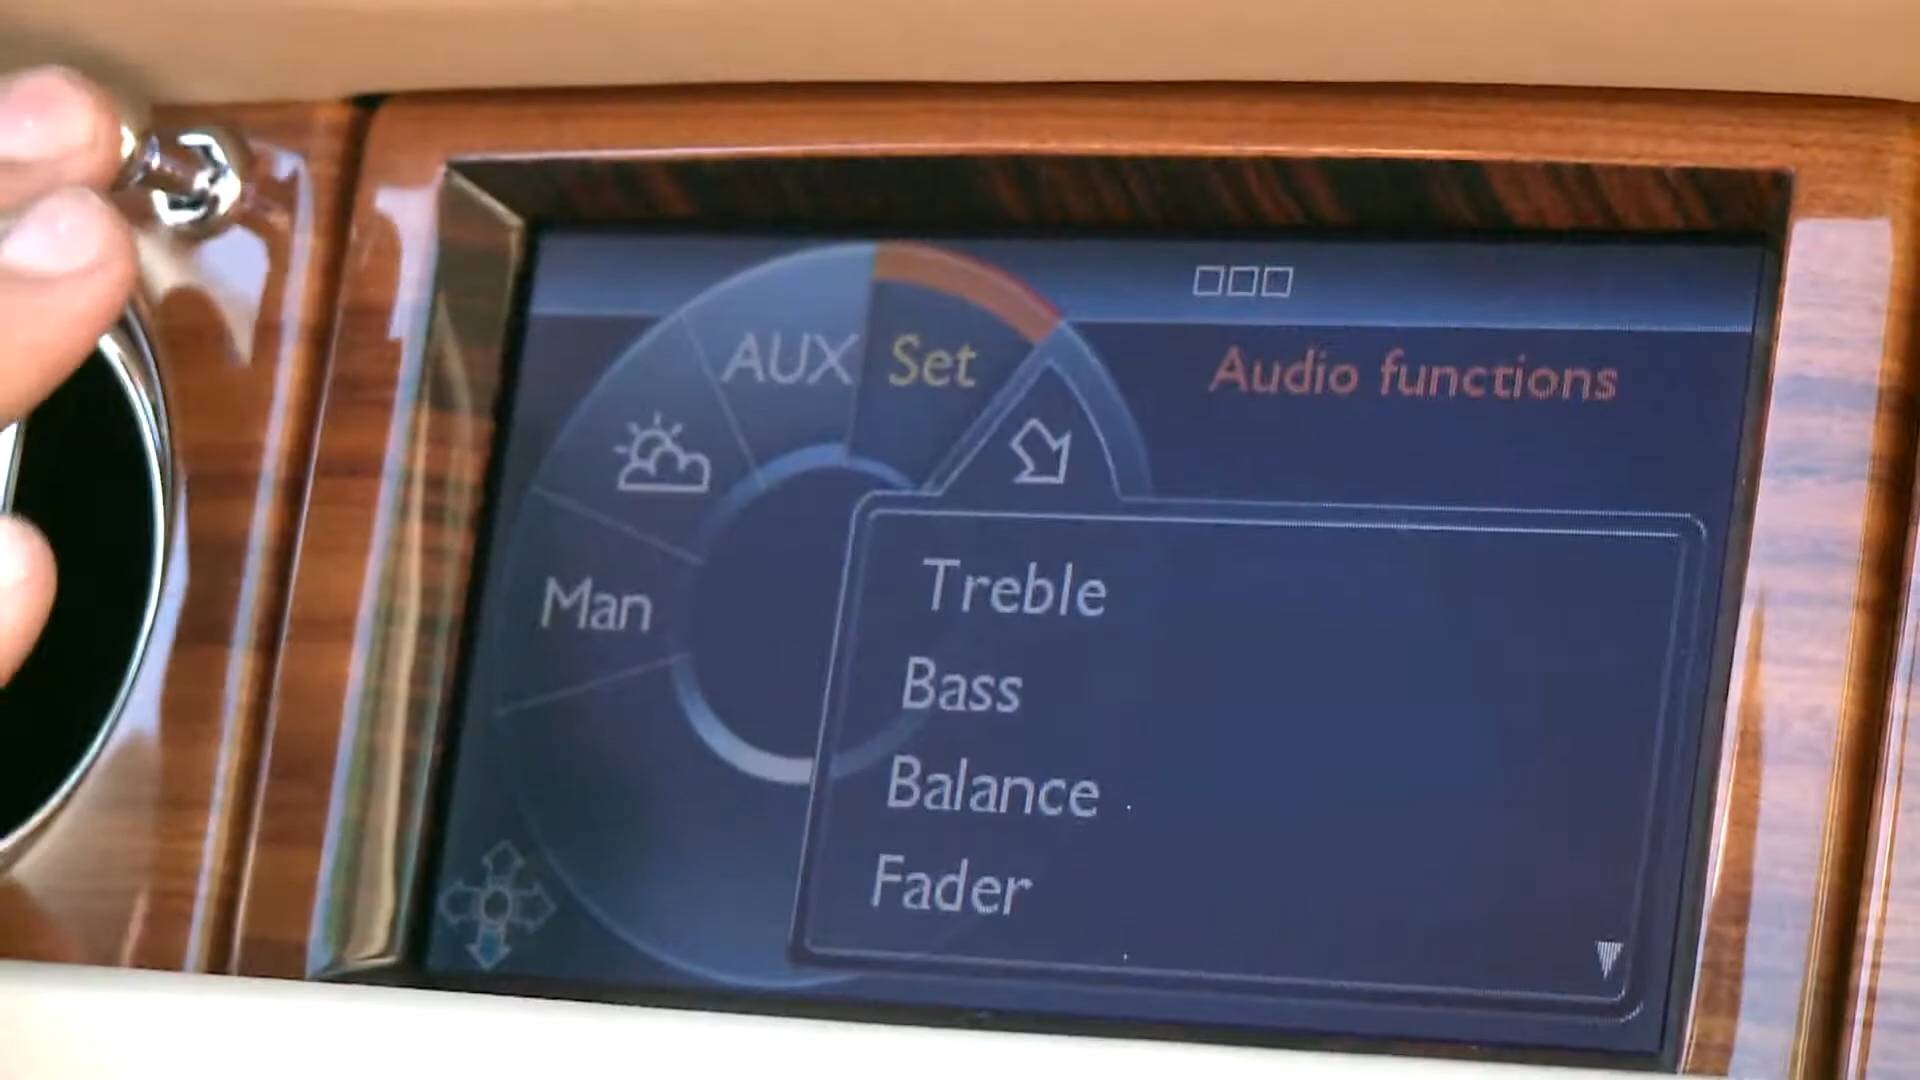 AUX
Set
Audio functions
Man
Treble
Bass
Balance
Fader